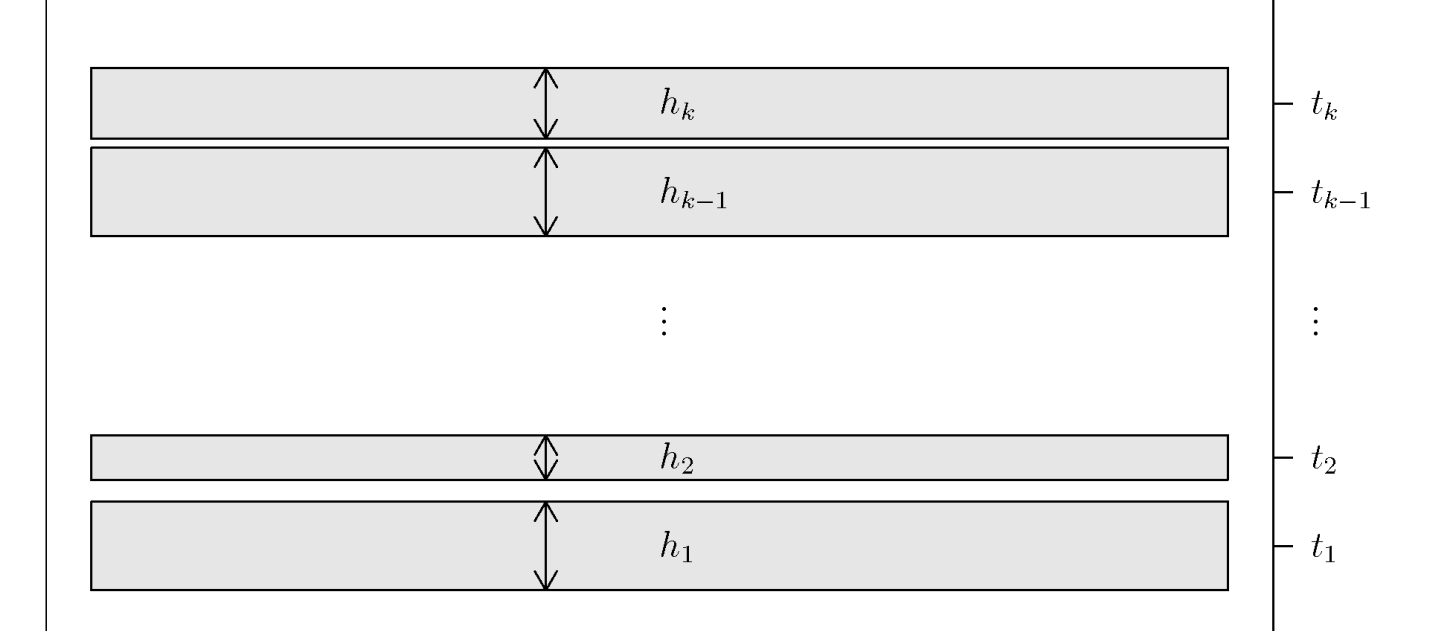 h_k t_k
h_{k−1} t_{k−1}
⋮ ⋮
h_2 t_2
h_1 t_1